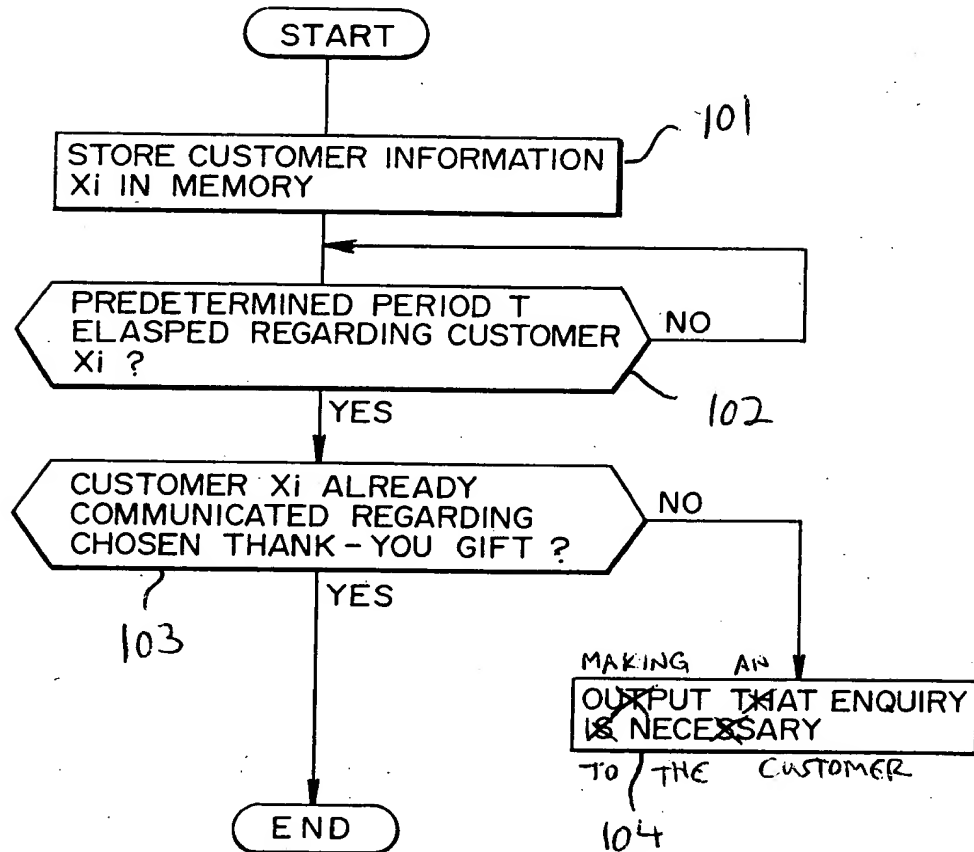 START
101
STORE CUSTOMER INFORMATION
Xi IN MEMORY
PREDETERMINED PERIOD T
ELASPED REGARDING CUSTOMER
Xi ?
NO
102
YES
CUSTOMER Xi ALREADY
COMMUNICATED REGARDING
CHOSEN THANK-YOU GIFT ?
NO
103
YES
MAKING AN
OUTPUT THAT ENQUIRY
IS NECESSARY
TO THE CUSTOMER
104
END